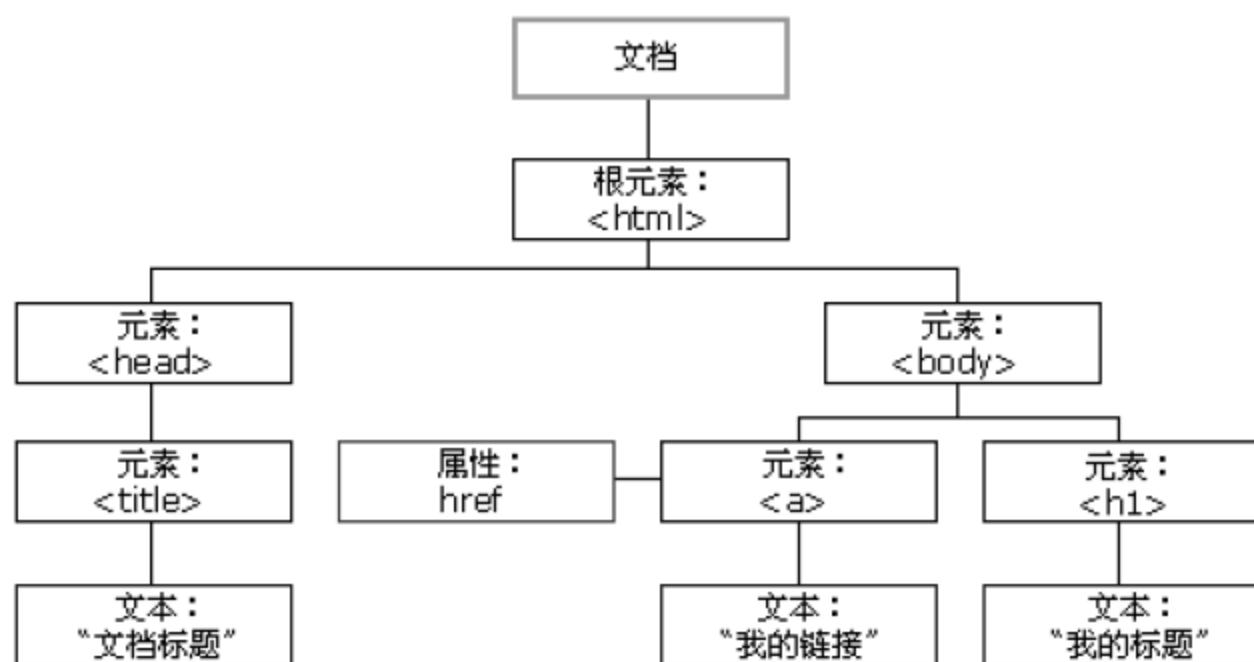 文档
根元素：
<html>
元素：
<head>
元素：
<body>
元素：
<title>
属性：
href
元素：
<a>
元素：
<h1>
文本：
“文档标题”
文本：
“我的链接”
文本：
“我的标题”